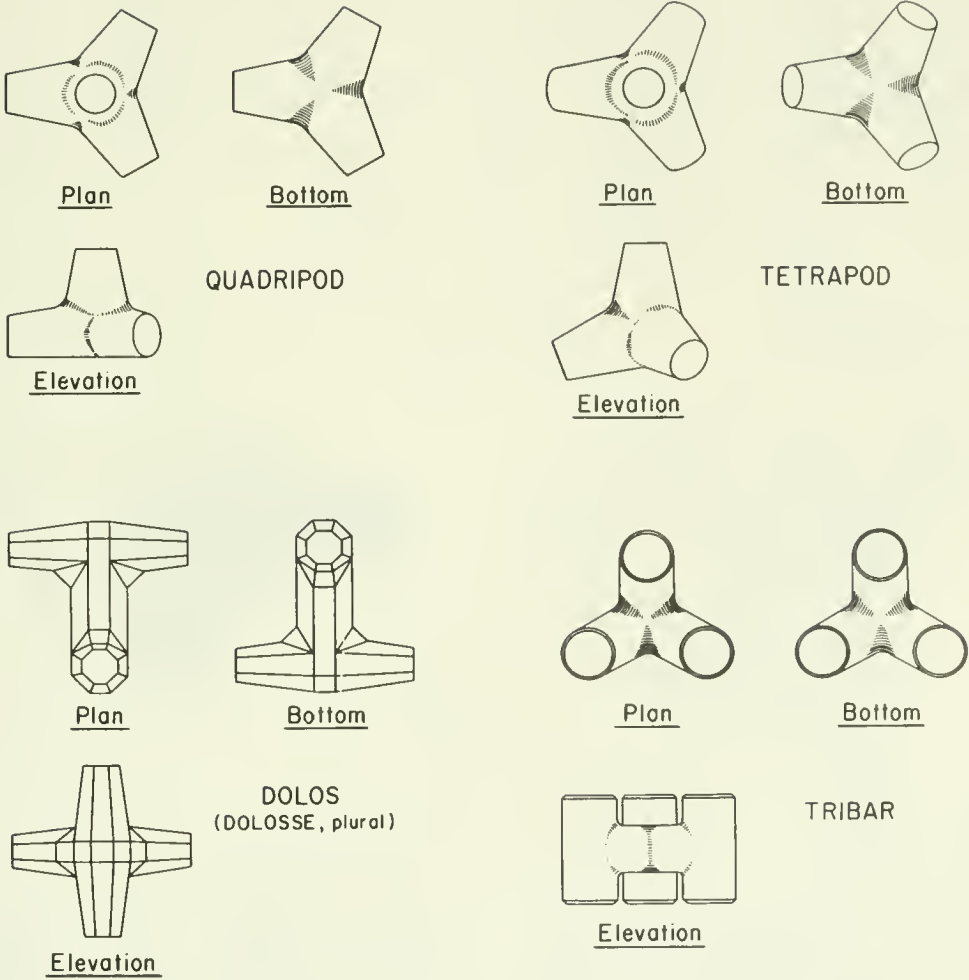 Plan
Bottom
QUADRIPOD
Elevation
Plan
Bottom
TETRAPOD
Elevation
Plan
Bottom
DOLOS
(DOLOSSE, plural)
Elevation
Plan
Bottom
TRIBAR
Elevation